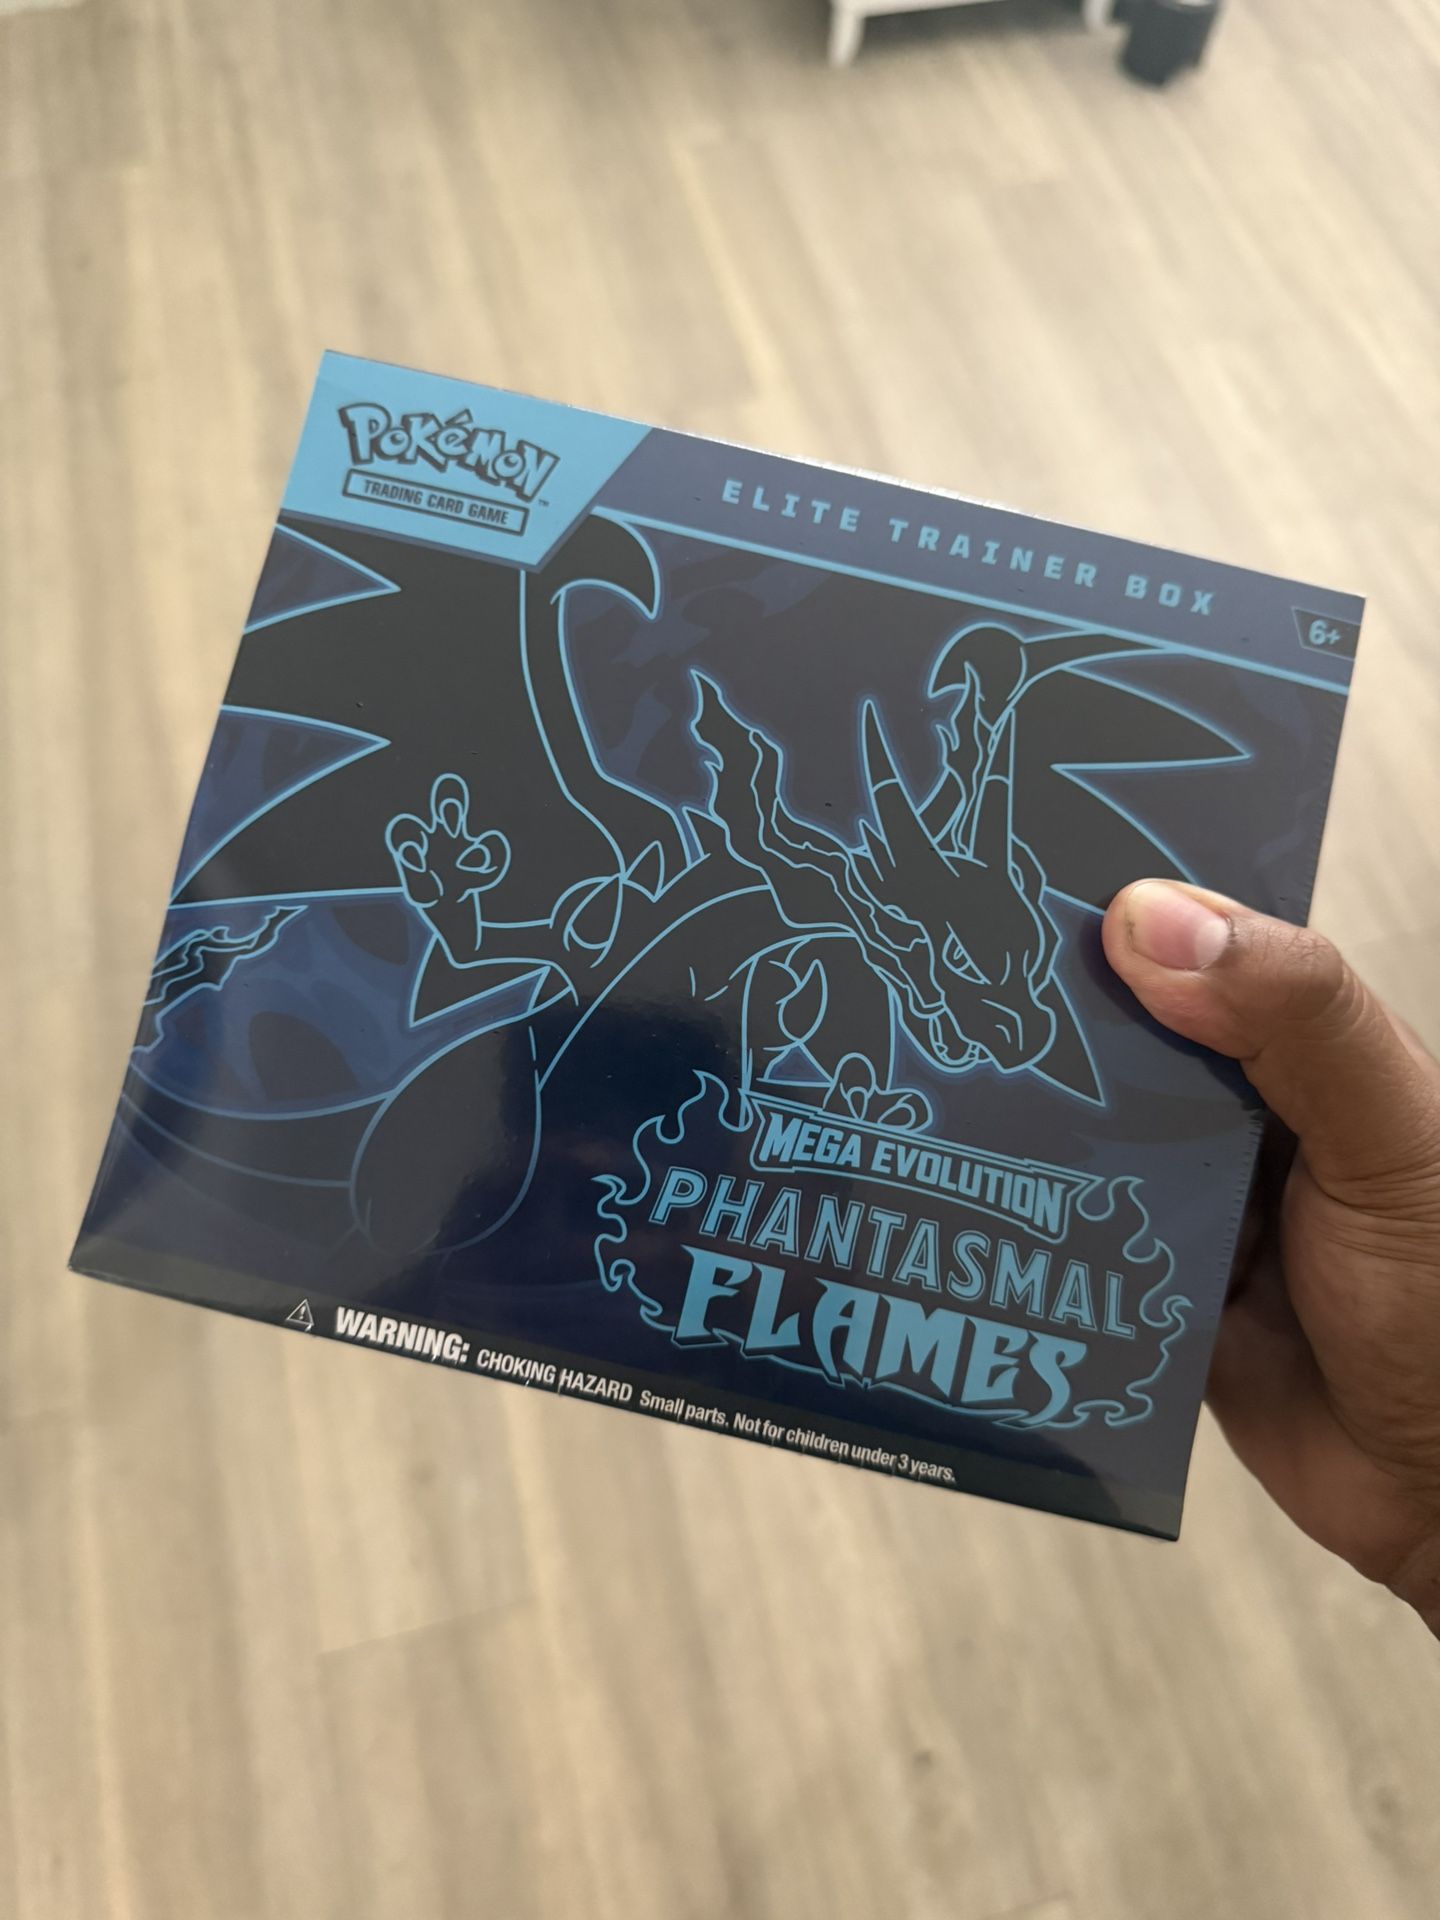 POKéMON™
TRADING CARD GAME
ELITE TRAINER BOX
6+
MEGA EVOLUTION
PHANTASMAL
FLAMES
WARNING: CHOKING HAZARD Small parts. Not for children under 3 years.